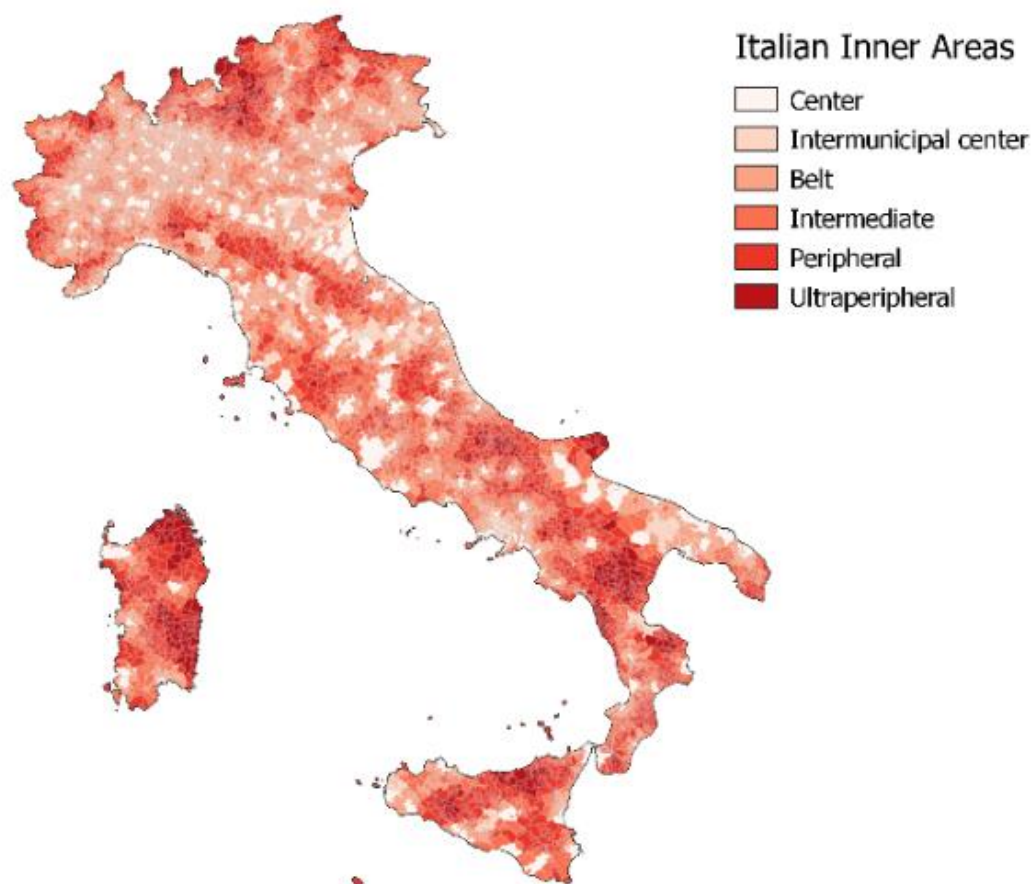 Italian Inner Areas
Center
Intermunicipal center
Belt
Intermediate
Peripheral
Ultraperipheral